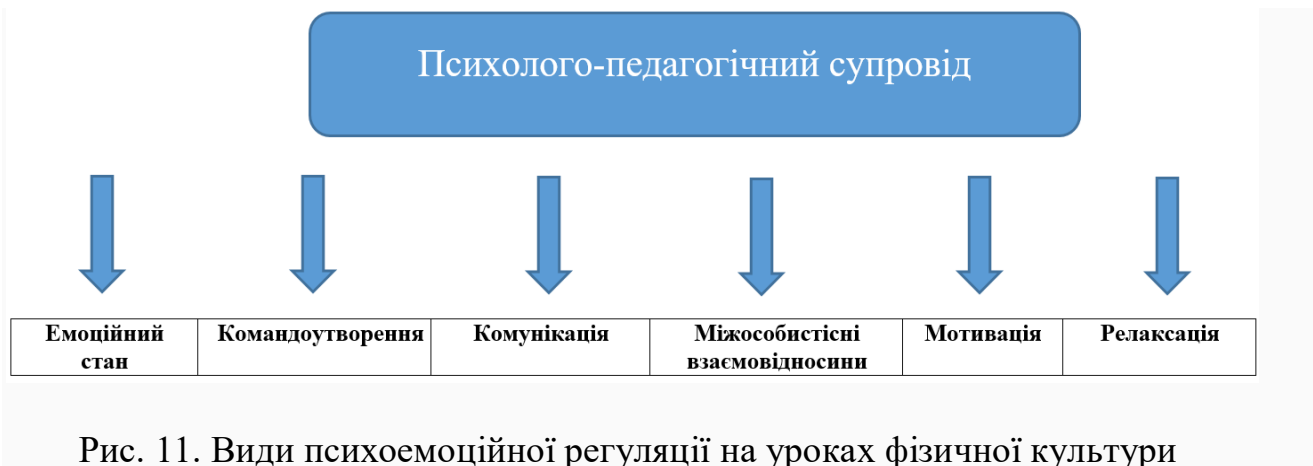 Психолого-педагогічний супровід
Емоційний стан
Командоутворення
Комунікація
Міжособистісні взаємовідносини
Мотивація
Релаксація
Рис. 11. Види психоемоційної регуляції на уроках фізичної культури